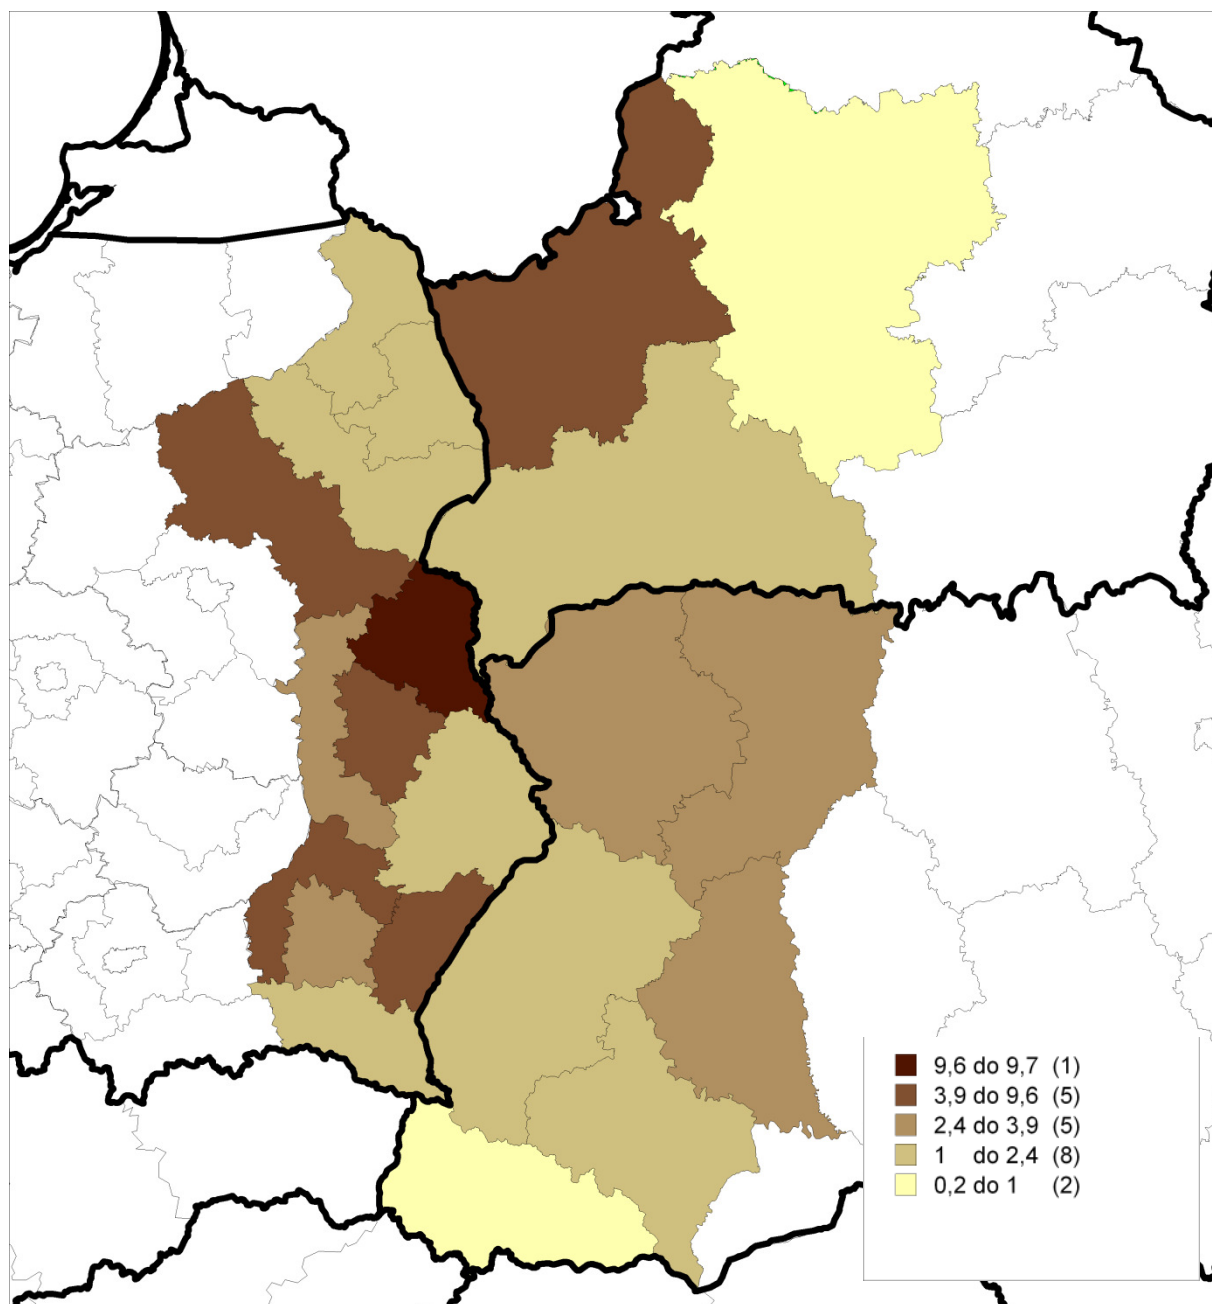 9,6 do 9,7 (1)
3,9 do 9,6 (5)
2,4 do 3,9 (5)
1 do 2,4 (8)
0,2 do 1 (2)